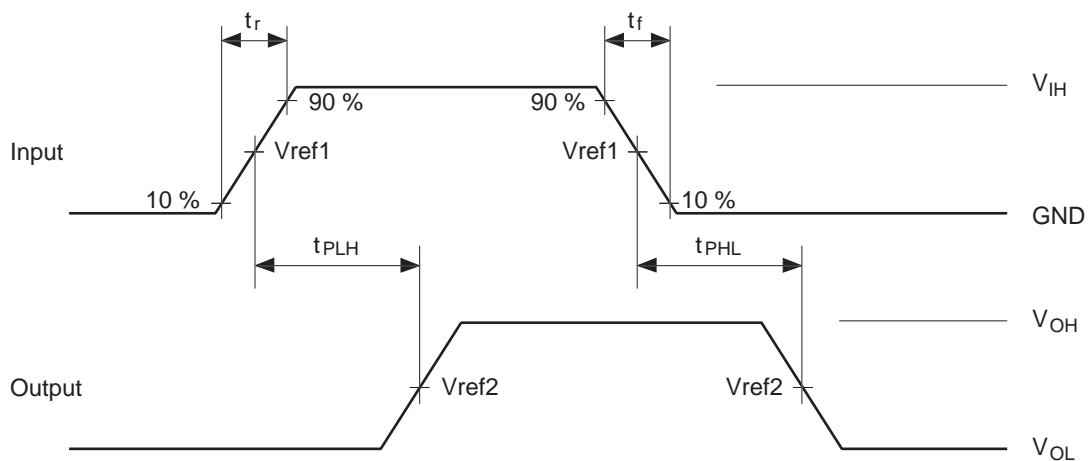 tr
tf
90 %
90 %
VIH
Input
Vref1
Vref1
10 %
10 %
GND
tPLH
tPHL
VOH
Output
Vref2
Vref2
VOL